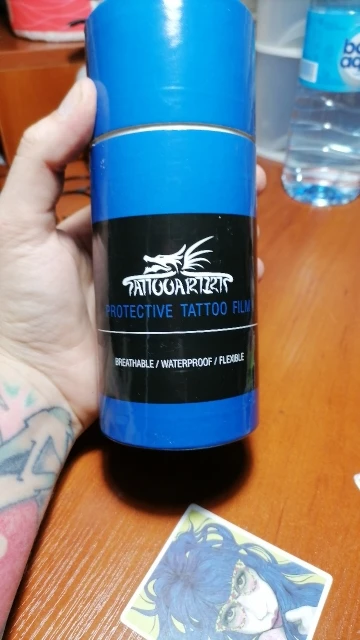 TATTOOARTIST
PROTECTIVE TATTOO FILM
BREATHABLE / WATERPROOF / FLEXIBLE